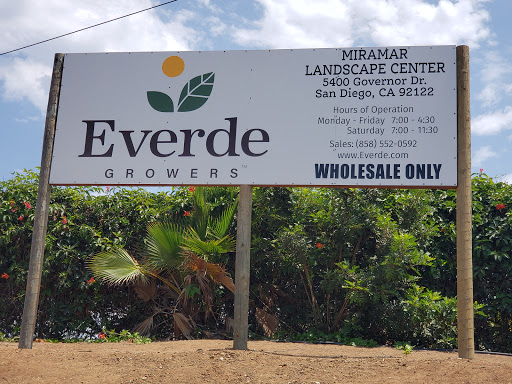 Everde
GROWERS™
MIRAMAR
LANDSCAPE CENTER
5400 Governor Dr.
San Diego, CA 92122
Hours of Operation
Monday - Friday 7:00 - 4:30
Saturday 7:00 - 11:30
Sales: (858) 552-0592
www.Everde.com
WHOLESALE ONLY